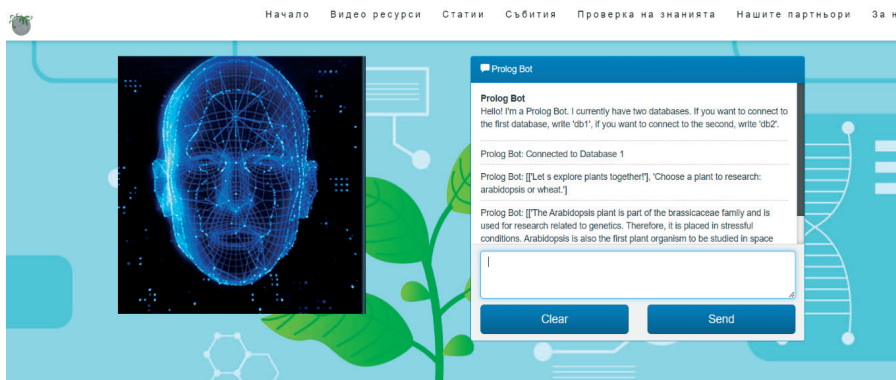 Начало Видео ресурси Статии Събития Проверка на знанията Нашите партньори За н
Prolog Bot
Prolog Bot
Hello! I'm a Prolog Bot. I currently have two databases. If you want to connect to
the first database, write 'db1', if you want to connect to the second, write 'db2'.
Prolog Bot: Connected to Database 1
Prolog Bot: [['Let s explore plants together!'], 'Choose a plant to research:
arabidopsis or wheat.']
Prolog Bot: [['The Arabidopsis plant is part of the brassicaceae family and is
used for research related to genetics. Therefore, it is placed in stressful
conditions. Arabidopsis is also the first plant organism to be studied in space
Clear Send